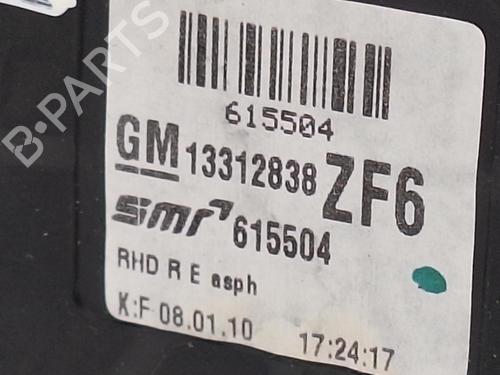 B-PARTS
615504
GM 13312838 ZF6
smr 615504
RHD R E asph
K:F 08.01.10 17:24:17